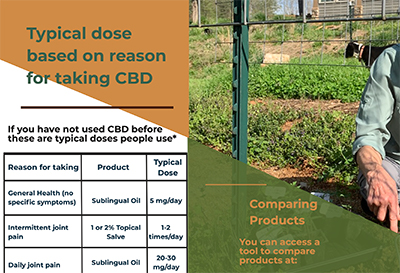 Typical dose
based on reason
for taking CBD
If you have not used CBD before
these are typical doses people use*
Reason for taking Product Typical Dose
General Health (no specific symptoms) Sublingual Oil 5 mg/day
Intermittent joint pain 1 or 2% Topical Salve 1-2 times/day
Daily joint pain Sublingual Oil 20-30 mg/day
Comparing
Products
You can access a
tool to compare
products at: